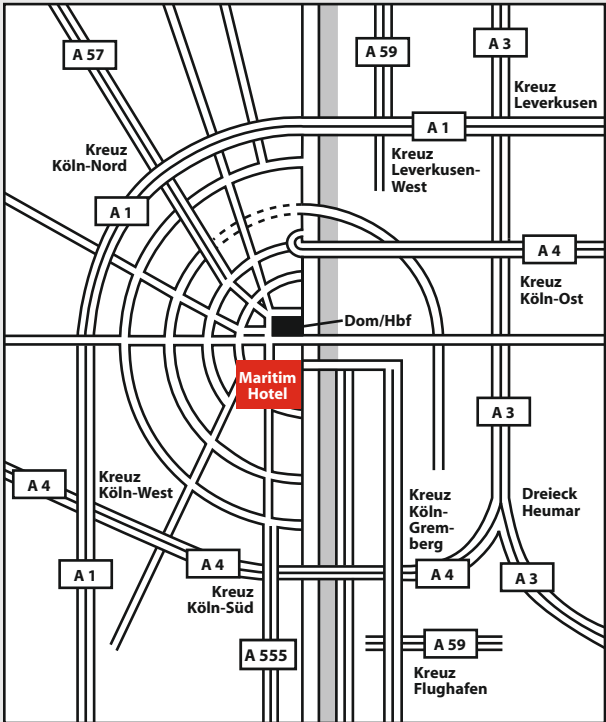 A 3
A 57
A 59
Kreuz
Leverkusen
A 1
Kreuz
Köln-Nord
Kreuz
Leverkusen-
West
A 1
A 4
Kreuz
Köln-Ost
Dom/Hbf
Maritim
Hotel
A 3
A 4
Kreuz
Köln-West
Kreuz
Köln-
Grem-
berg
Dreieck
Heumar
A 1
A 4
A 4
A 3
Kreuz
Köln-Süd
A 555
A 59
Kreuz
Flughafen